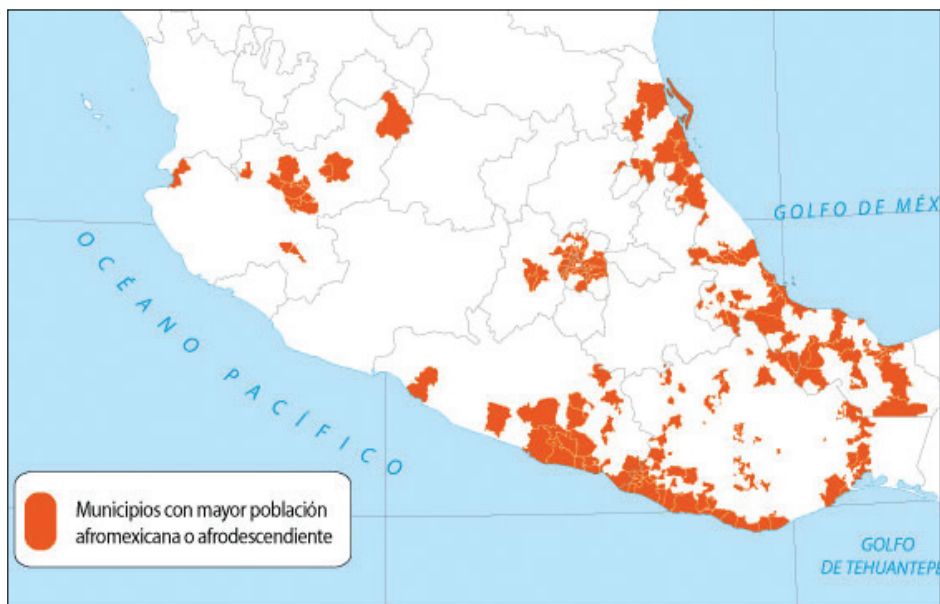 GOLFO DE MÉX
OCÉANO PACÍFICO
Municipios con mayor población
afromexicana o afrodescendiente
GOLFO
DE TEHUANTEPE